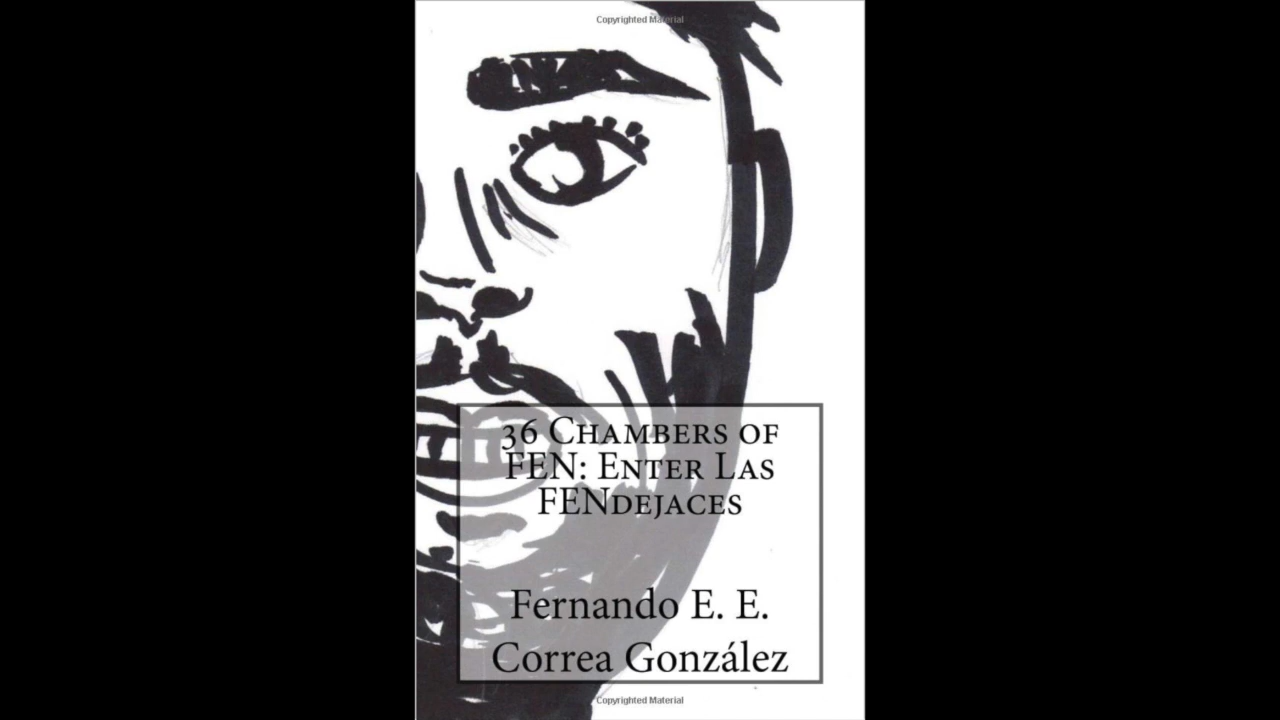 Copyrighted Material
36 Chambers of
FEN: Enter Las
FENdejaces
Fernando E. E.
Correa González
Copyrighted Material